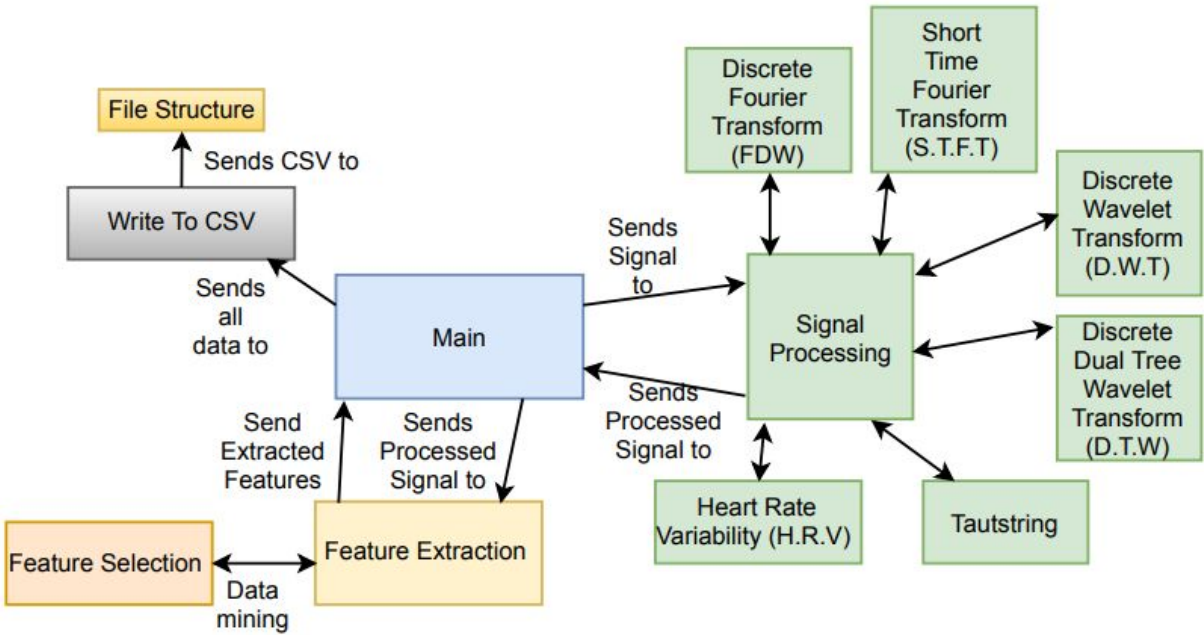 Short
Time
Fourier
Transform
(S.T.F.T)
Discrete
Fourier
Transform
(FDW)
File Structure
Sends CSV to
Write To CSV
Discrete
Wavelet
Transform
(D.W.T)
Sends
Signal
to
Sends
all
data to
Main
Signal
Processing
Discrete
Dual Tree
Wavelet
Transform
(D.T.W)
Send
Extracted
Features
Sends
Processed
Signal to
Sends
Processed
Signal to
Heart Rate
Variability (H.R.V)
Tautstring
Feature Selection
Data
mining
Feature Extraction